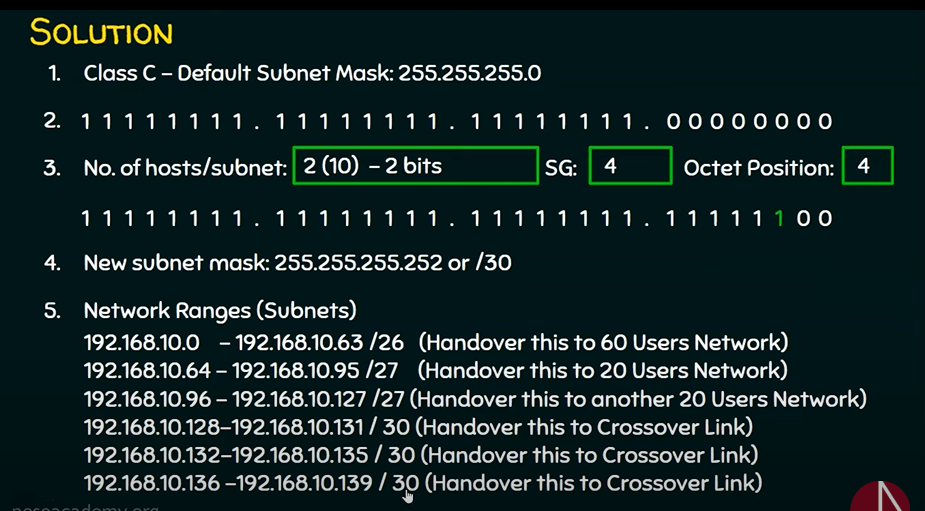 SOLUTION
1. Class C – Default Subnet Mask: 255.255.255.0
2. 1 1 1 1 1 1 1 1 . 1 1 1 1 1 1 1 1 . 1 1 1 1 1 1 1 1 . 0 0 0 0 0 0 0 0
3. No. of hosts/subnet: 2 (10) – 2 bits SG: 4 Octet Position: 4
1 1 1 1 1 1 1 1 . 1 1 1 1 1 1 1 1 . 1 1 1 1 1 1 1 1 . 1 1 1 1 1 1 0 0
4. New subnet mask: 255.255.255.252 or /30
5. Network Ranges (Subnets)
192.168.10.0 – 192.168.10.63 /26 (Handover this to 60 Users Network)
192.168.10.64 – 192.168.10.95 /27 (Handover this to 20 Users Network)
192.168.10.96 – 192.168.10.127 /27 (Handover this to another 20 Users Network)
192.168.10.128–192.168.10.131 / 30 (Handover this to Crossover Link)
192.168.10.132–192.168.10.135 / 30 (Handover this to Crossover Link)
192.168.10.136 –192.168.10.139 / 30 (Handover this to Crossover Link)